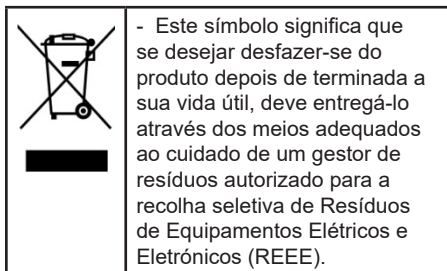 - Este símbolo significa que
se desejar desfazer-se do
produto depois de terminada a
sua vida útil, deve entregá-lo
através dos meios adequados
ao cuidado de um gestor de
resíduos autorizado para a
recolha seletiva de Resíduos
de Equipamentos Elétricos e
Eletrónicos (REEE).